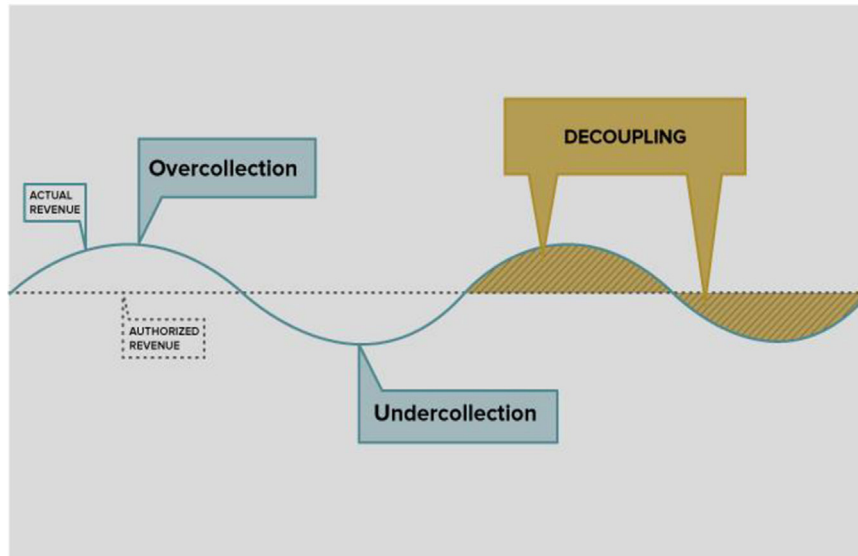 DECOUPLING
Overcollection
ACTUAL
REVENUE
AUTHORIZED
REVENUE
Undercollection